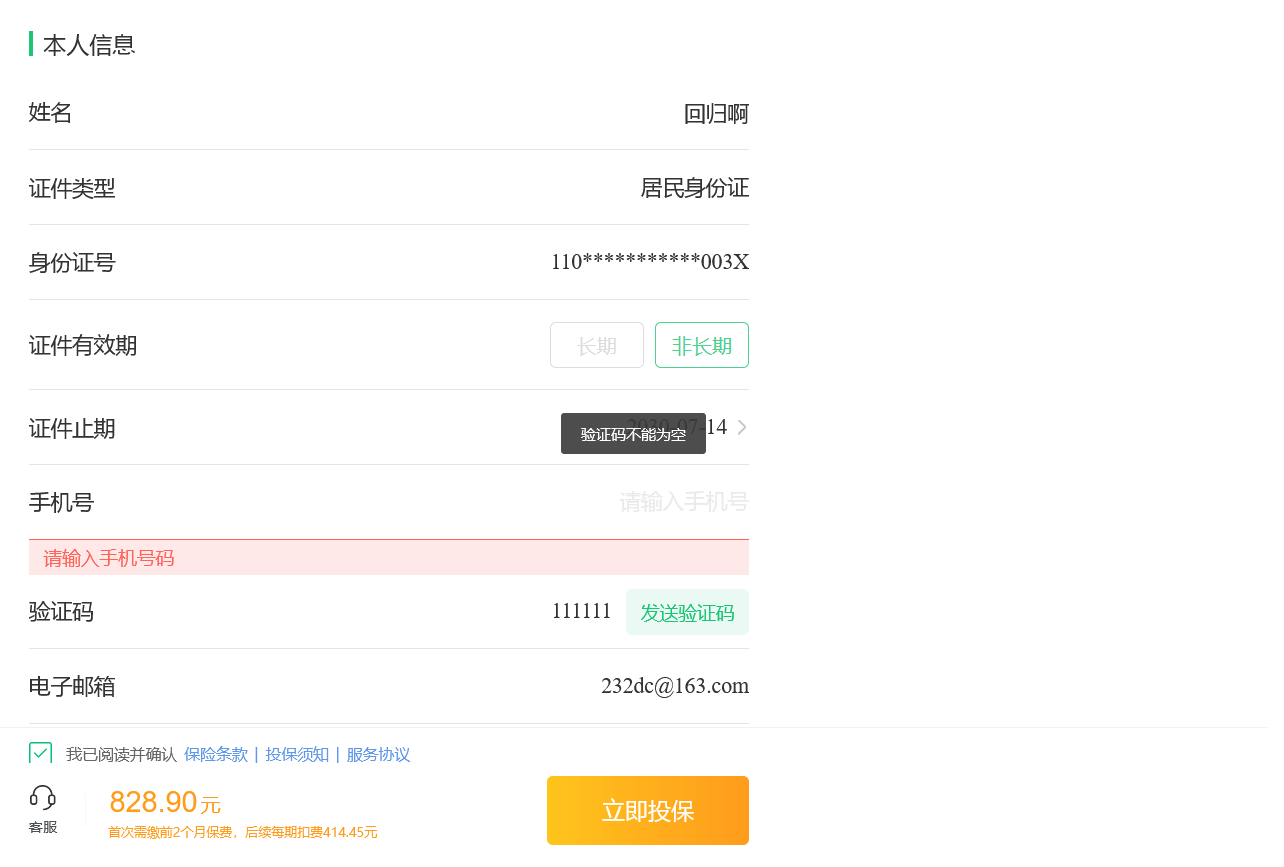 本人信息
姓名 回归啊
证件类型 居民身份证
身份证号 110***********003X
证件有效期 长期 非长期
证件止期 2030-07-14
验证码不能为空
手机号 请输入手机号
请输入手机号码
验证码 111111 发送验证码
电子邮箱 232dc@163.com
我已阅读并确认 保险条款 | 投保须知 | 服务协议
828.90元
客服
首次需缴前2个月保费，后续每期扣费414.45元
立即投保